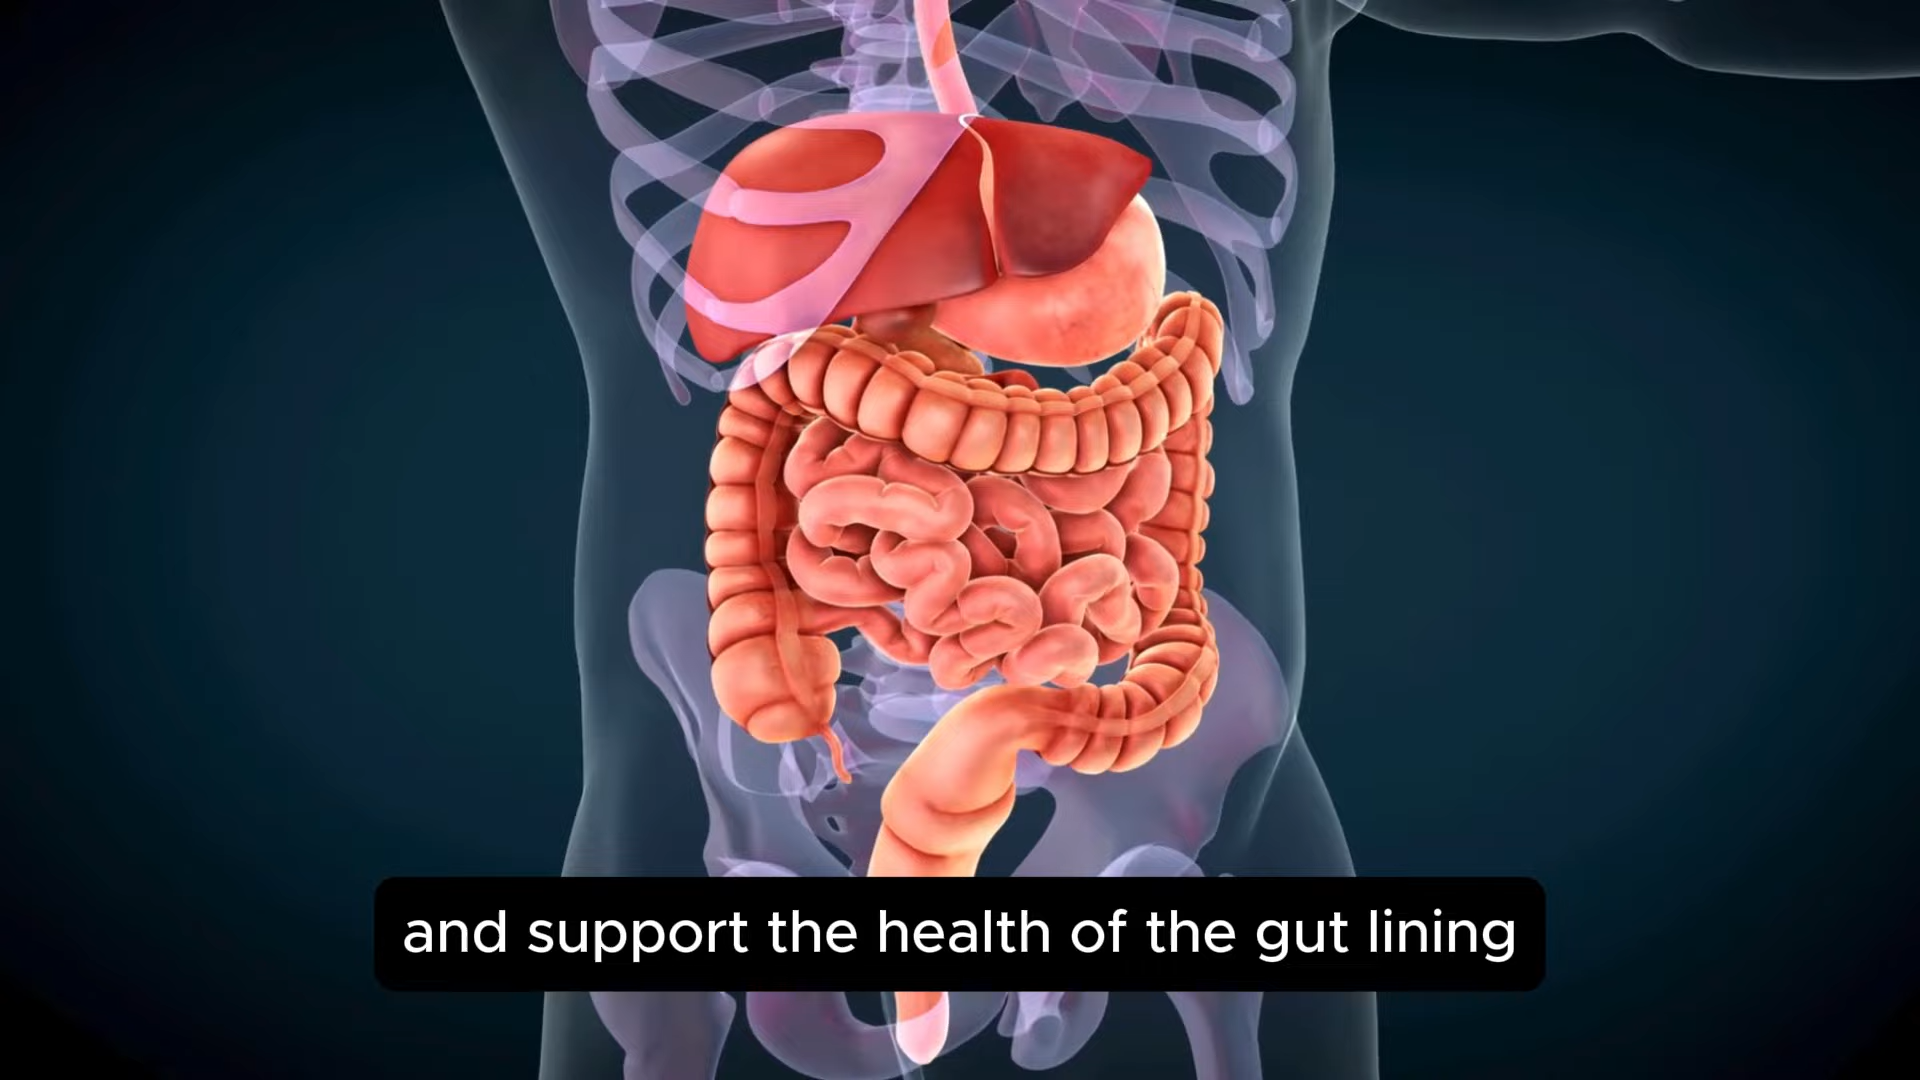 and support the health of the gut lining